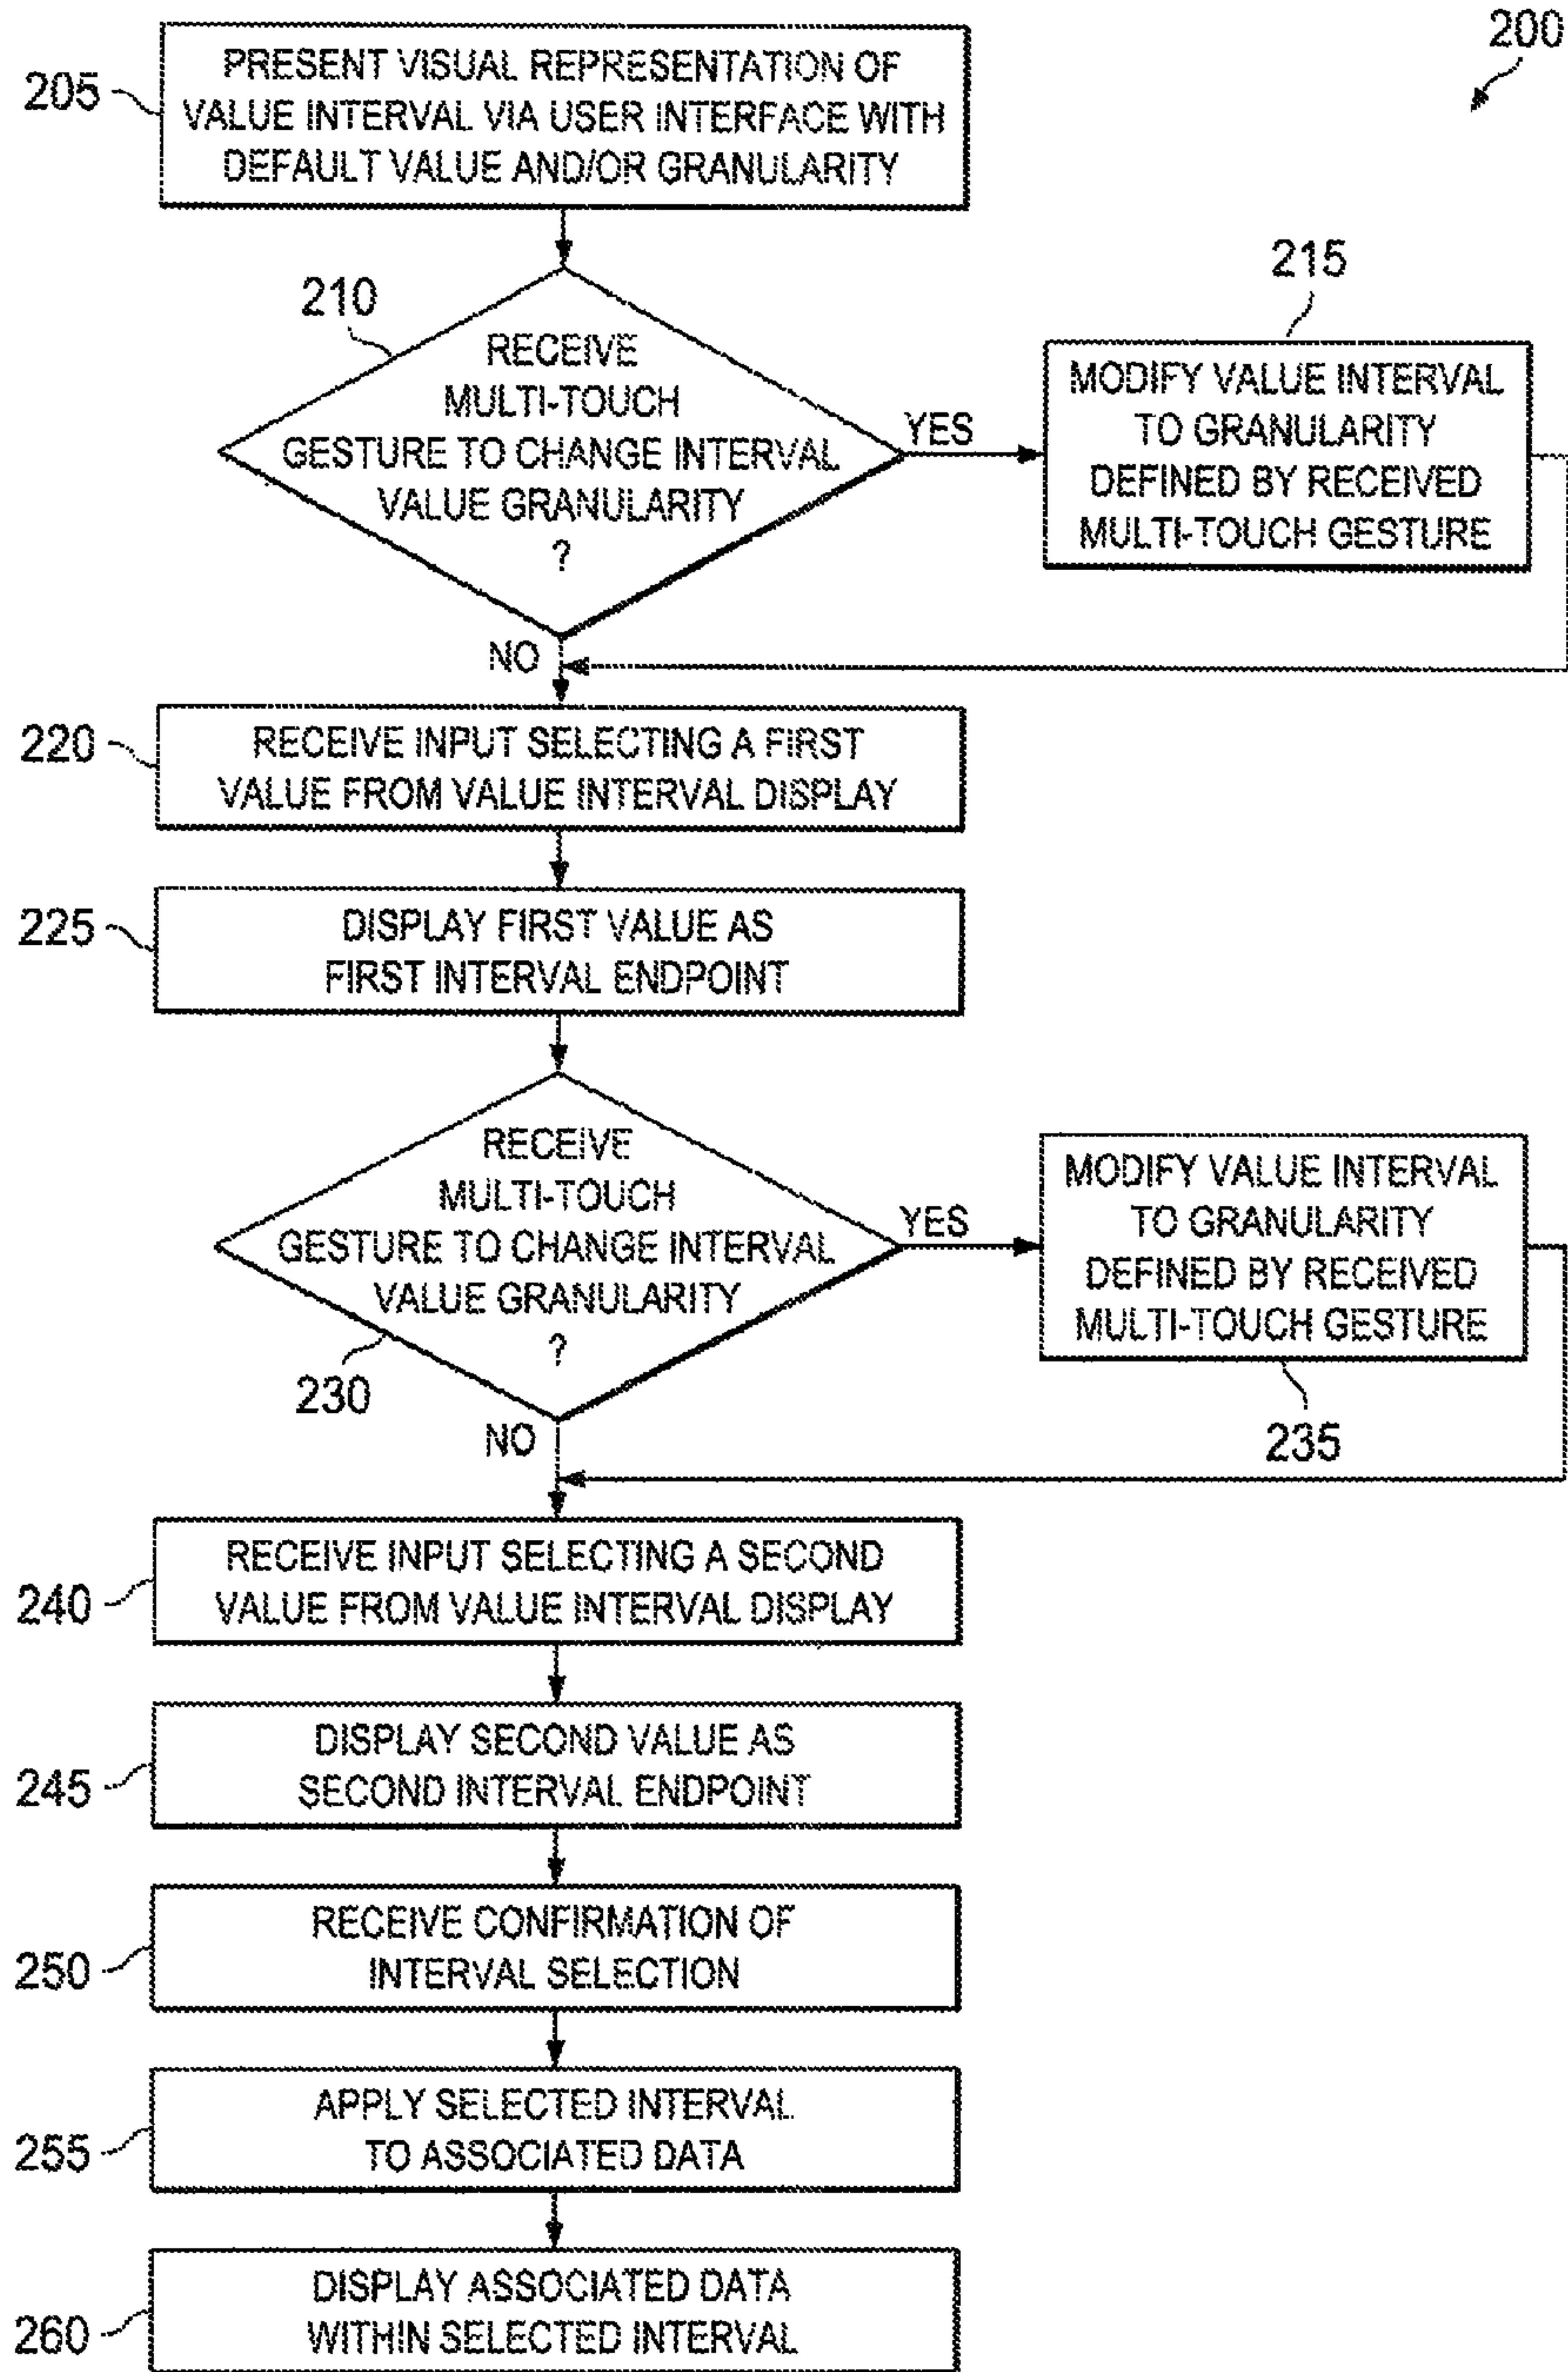 200
205
PRESENT VISUAL REPRESENTATION OF
VALUE INTERVAL VIA USER INTERFACE WITH
DEFAULT VALUE AND/OR GRANULARITY
210
RECEIVE
MULTI-TOUCH
GESTURE TO CHANGE INTERVAL
VALUE GRANULARITY
?
YES
215
MODIFY VALUE INTERVAL
TO GRANULARITY
DEFINED BY RECEIVED
MULTI-TOUCH GESTURE
NO
220
RECEIVE INPUT SELECTING A FIRST
VALUE FROM VALUE INTERVAL DISPLAY
225
DISPLAY FIRST VALUE AS
FIRST INTERVAL ENDPOINT
RECEIVE
MULTI-TOUCH
GESTURE TO CHANGE INTERVAL
VALUE GRANULARITY
?
230
YES
MODIFY VALUE INTERVAL
TO GRANULARITY
DEFINED BY RECEIVED
MULTI-TOUCH GESTURE
235
NO
240
RECEIVE INPUT SELECTING A SECOND
VALUE FROM VALUE INTERVAL DISPLAY
245
DISPLAY SECOND VALUE AS
SECOND INTERVAL ENDPOINT
250
RECEIVE CONFIRMATION OF
INTERVAL SELECTION
255
APPLY SELECTED INTERVAL
TO ASSOCIATED DATA
260
DISPLAY ASSOCIATED DATA
WITHIN SELECTED INTERVAL